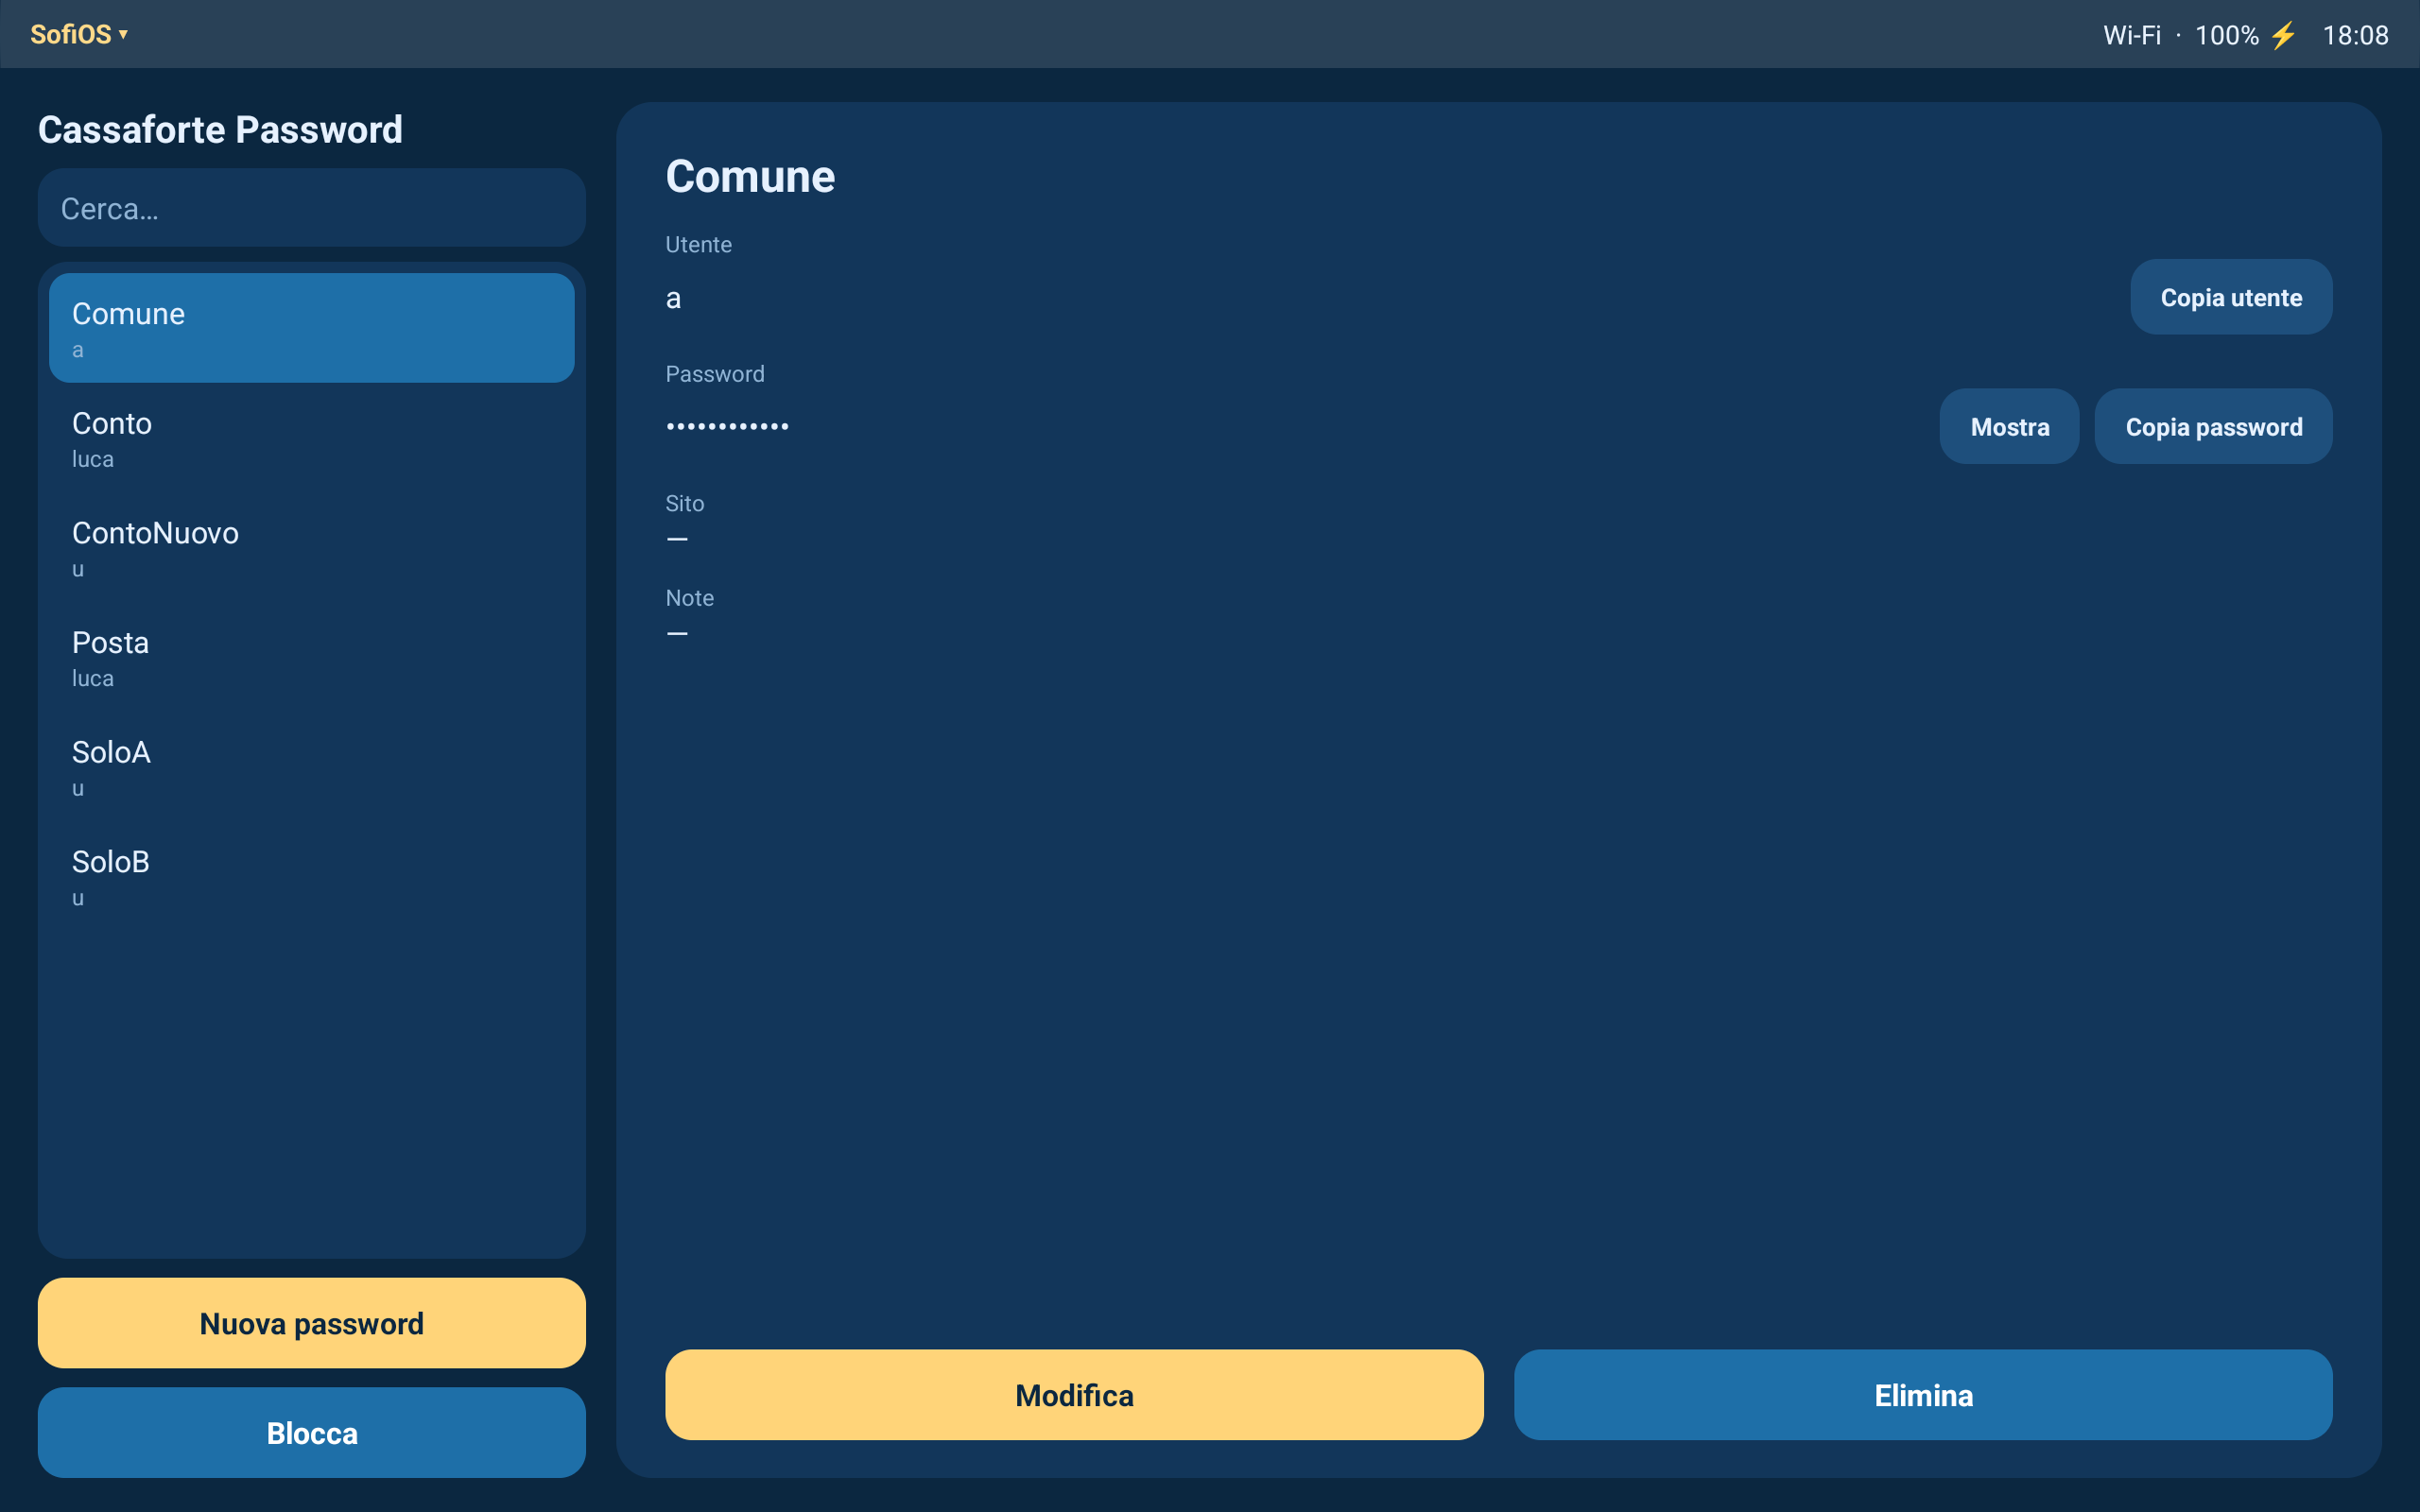 SofiOS ▾
Wi-Fi · 100% ⚡ 18:08
Cassaforte Password
Cerca...
Comune
a
Conto
luca
ContoNuovo
u
Posta
luca
SoloA
u
SoloB
u
Nuova password
Blocca
Comune
Utente
a
Copia utente
Password
••••••••••••
Mostra
Copia password
Sito
—
Note
—
Modifica
Elimina